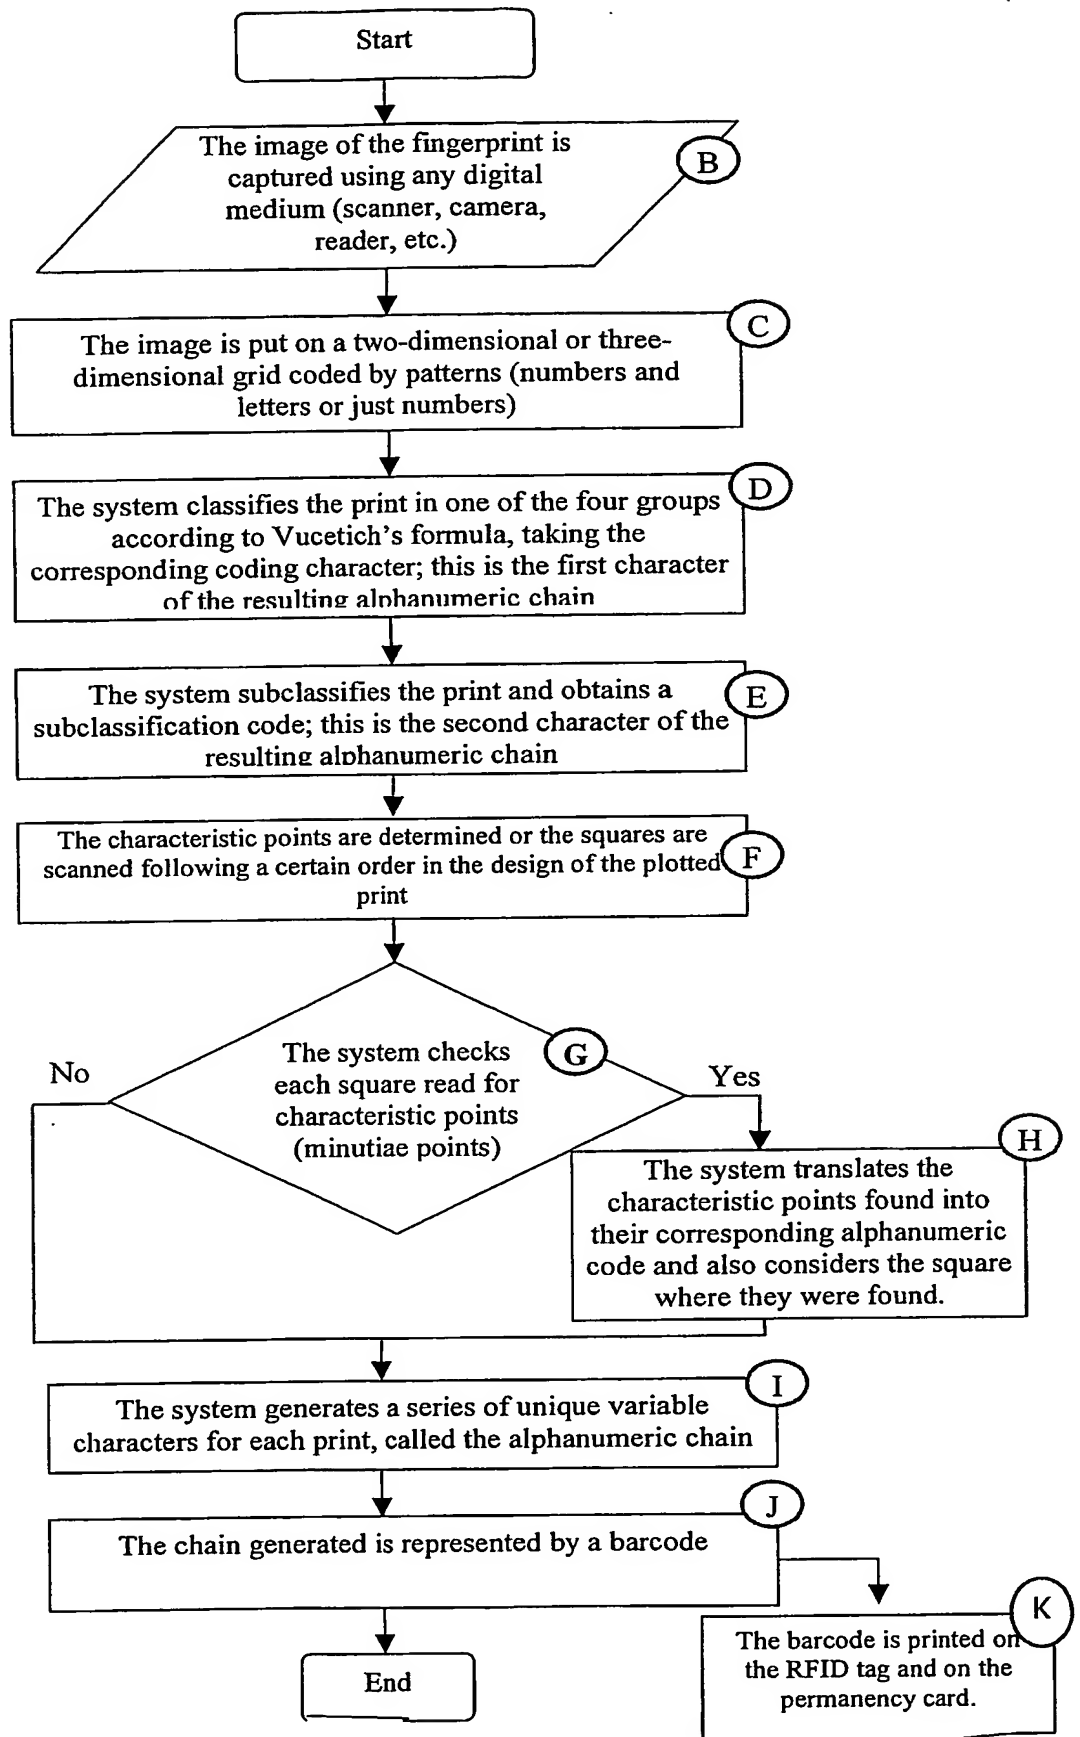 Start
The image of the fingerprint is
captured using any digital
medium (scanner, camera,
reader, etc.)
B
The image is put on a two-dimensional or three-
dimensional grid coded by patterns (numbers and
letters or just numbers)
C
The system classifies the print in one of the four groups
according to Vucetich's formula, taking the
corresponding coding character; this is the first character
of the resulting alphanumeric chain
D
The system subclassifies the print and obtains a
subclassification code; this is the second character of the
resulting alphanumeric chain
E
The characteristic points are determined or the squares are
scanned following a certain order in the design of the plotted
print
F
The system checks
each square read for
characteristic points
(minutiae points)
G
No
Yes
The system translates the
characteristic points found into
their corresponding alphanumeric
code and also considers the square
where they were found.
H
The system generates a series of unique variable
characters for each print, called the alphanumeric chain
I
The chain generated is represented by a barcode
J
The barcode is printed on
the RFID tag and on the
permanency card.
K
End